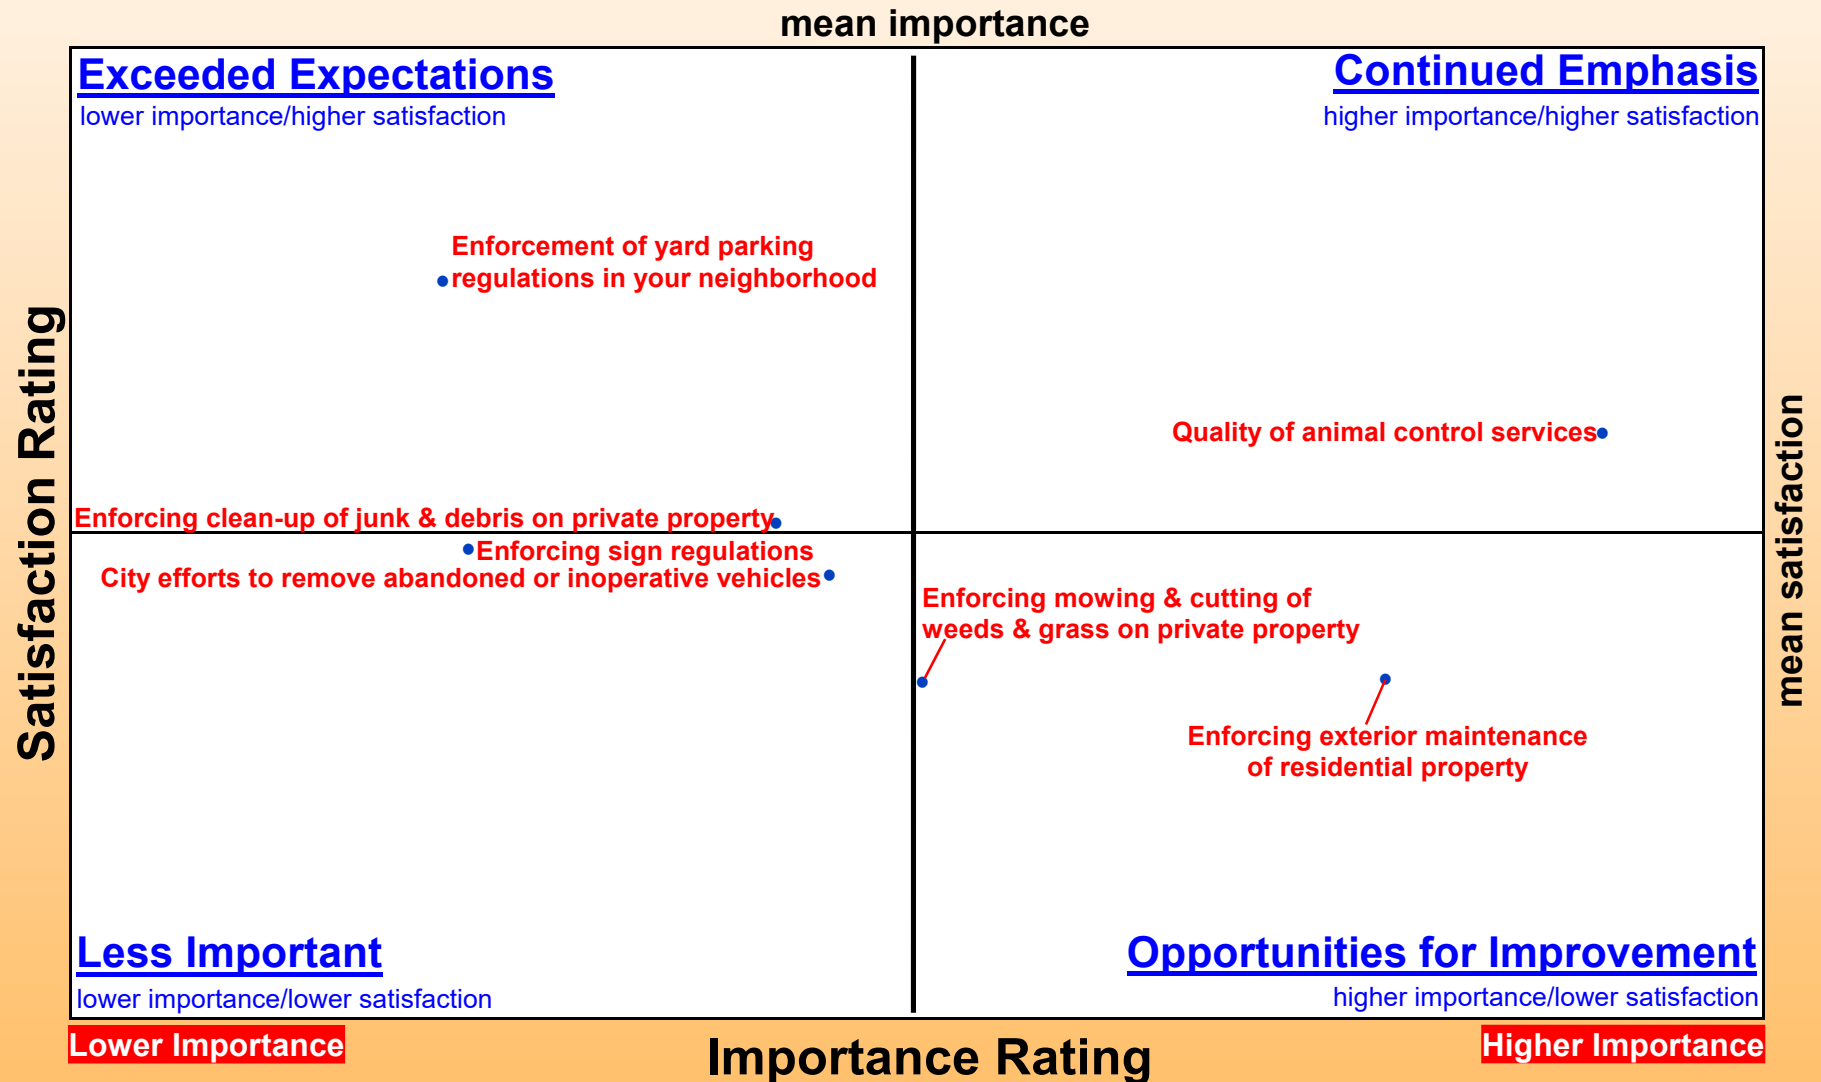 mean importance
Exceeded Expectations
lower importance/higher satisfaction
Continued Emphasis
higher importance/higher satisfaction
Enforcement of yard parking
regulations in your neighborhood
Quality of animal control services
Enforcing clean-up of junk & debris on private property
Enforcing sign regulations
City efforts to remove abandoned or inoperative vehicles
Enforcing mowing & cutting of
weeds & grass on private property
Enforcing exterior maintenance
of residential property
Satisfaction Rating
mean satisfaction
Less Important
lower importance/lower satisfaction
Opportunities for Improvement
higher importance/lower satisfaction
Lower Importance
Importance Rating
Higher Importance